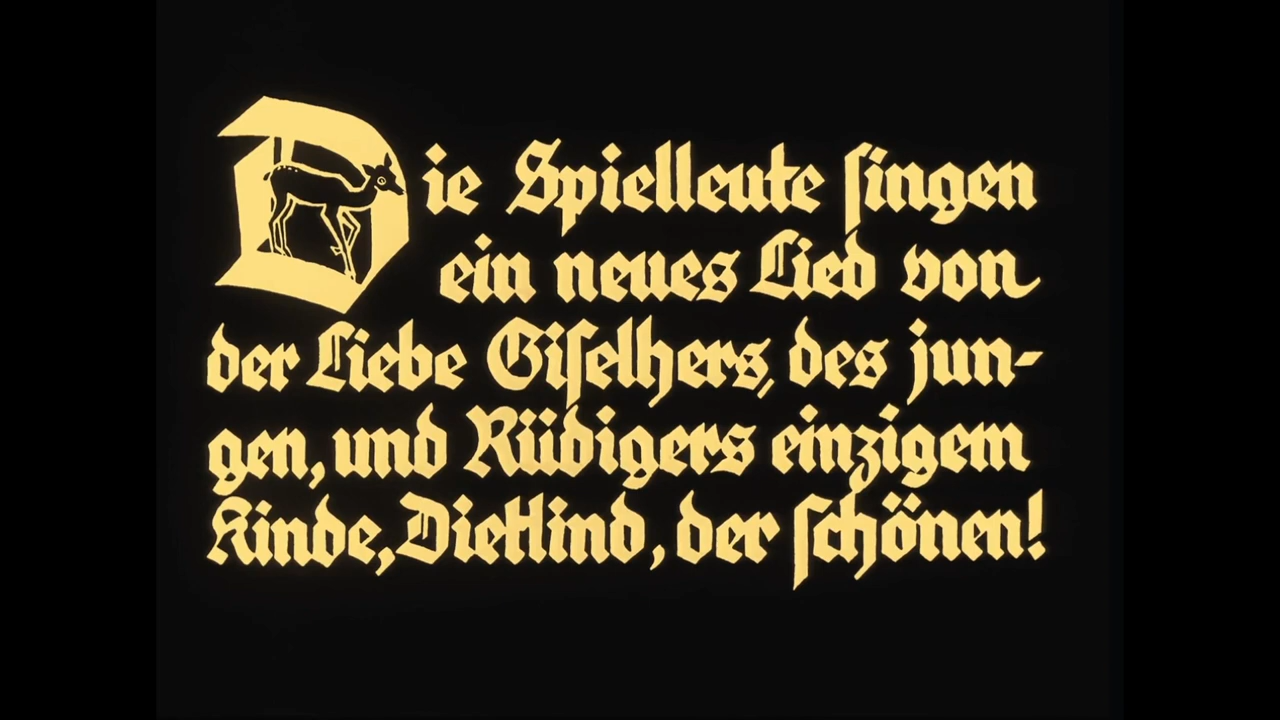 Die Spielleute singen
ein neues Lied von
der Liebe Giselhers, des jun-
gen, und Rüdigers einzigem
Kinde, Dietlind, der schönen!